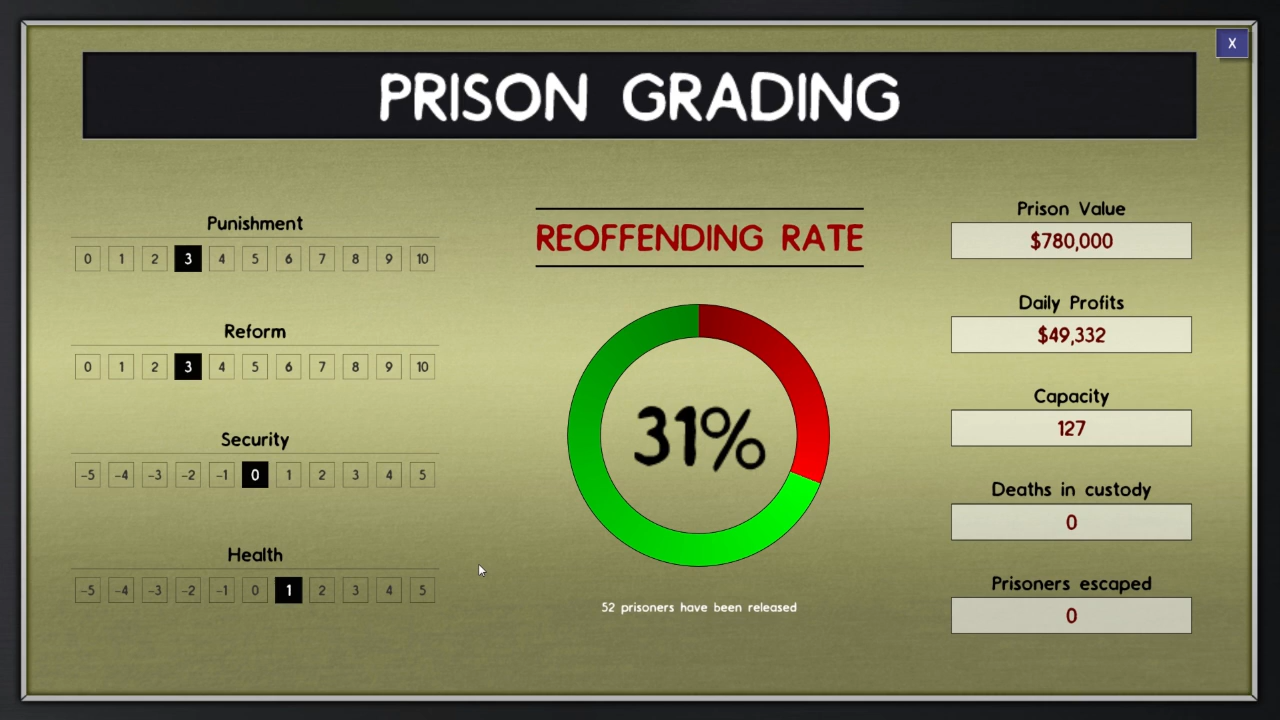 X
PRISON GRADING
Punishment
0 1 2 3 4 5 6 7 8 9 10
Reform
0 1 2 3 4 5 6 7 8 9 10
Security
-5 -4 -3 -2 -1 0 1 2 3 4 5
Health
-5 -4 -3 -2 -1 0 1 2 3 4 5
REOFFENDING RATE
31%
52 prisoners have been released
Prison Value
$780,000
Daily Profits
$49,332
Capacity
127
Deaths in custody
0
Prisoners escaped
0